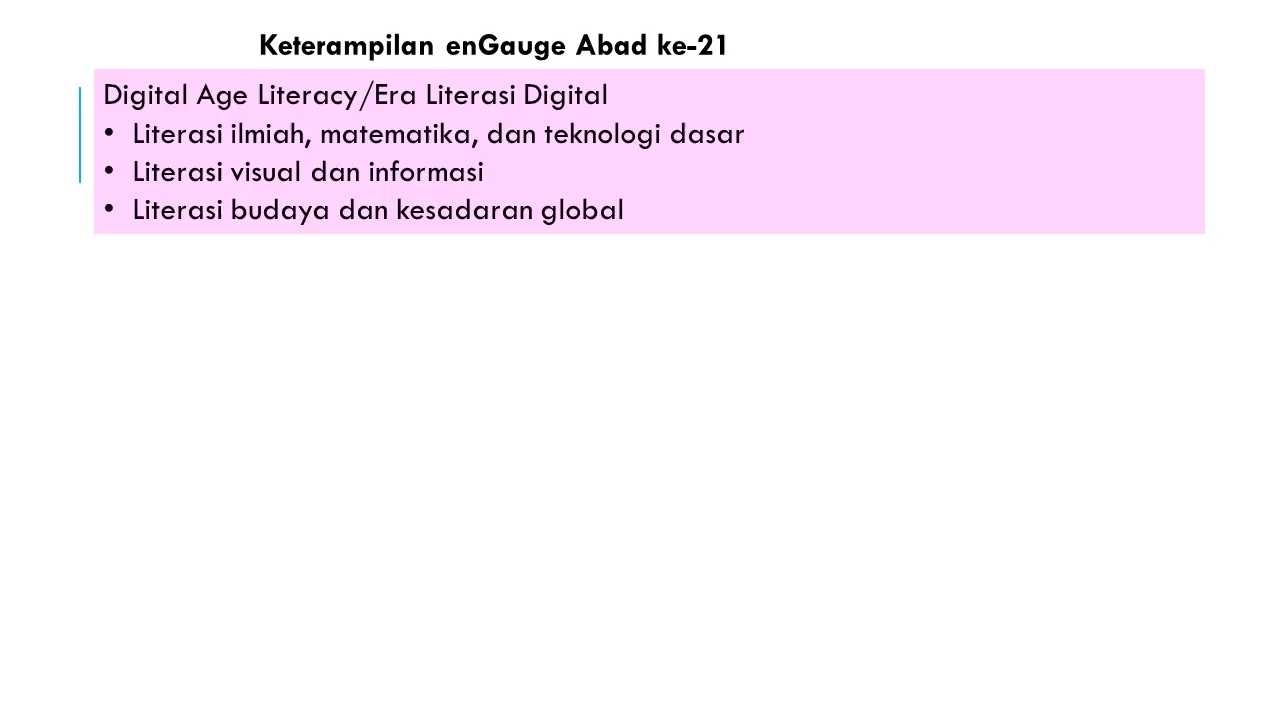 Keterampilan enGauge Abad ke-21
Digital Age Literacy/Era Literasi Digital
• Literasi ilmiah, matematika, dan teknologi dasar
• Literasi visual dan informasi
• Literasi budaya dan kesadaran global